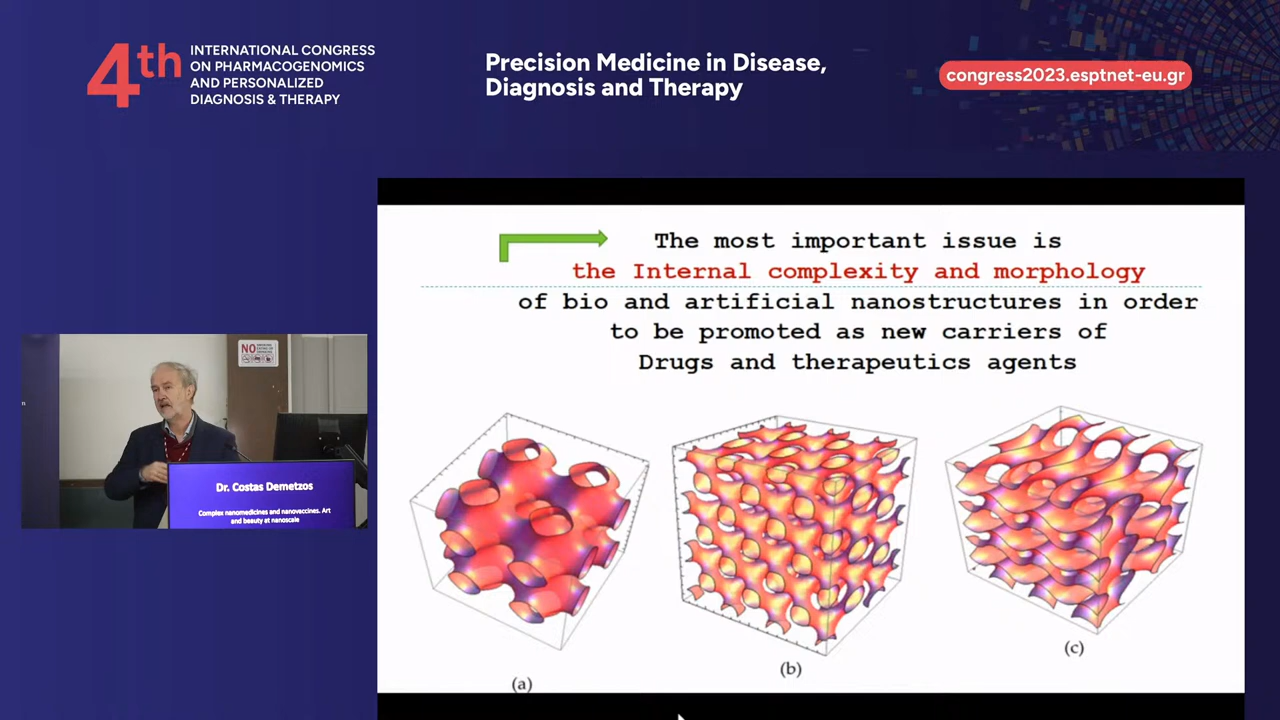 4th
INTERNATIONAL CONGRESS
ON PHARMACOGENOMICS
AND PERSONALIZED
DIAGNOSIS & THERAPY
Precision Medicine in Disease,
Diagnosis and Therapy
congress2023.esptnet-eu.gr
The most important issue is
the Internal complexity and morphology
of bio and artificial nanostructures in order
to be promoted as new carriers of
Drugs and therapeutics agents
(a)
(b)
(c)
NO
Dr. Costas Demetzos
Complex nanomedicines and nanovaccines. Art
and beauty at nanoscale